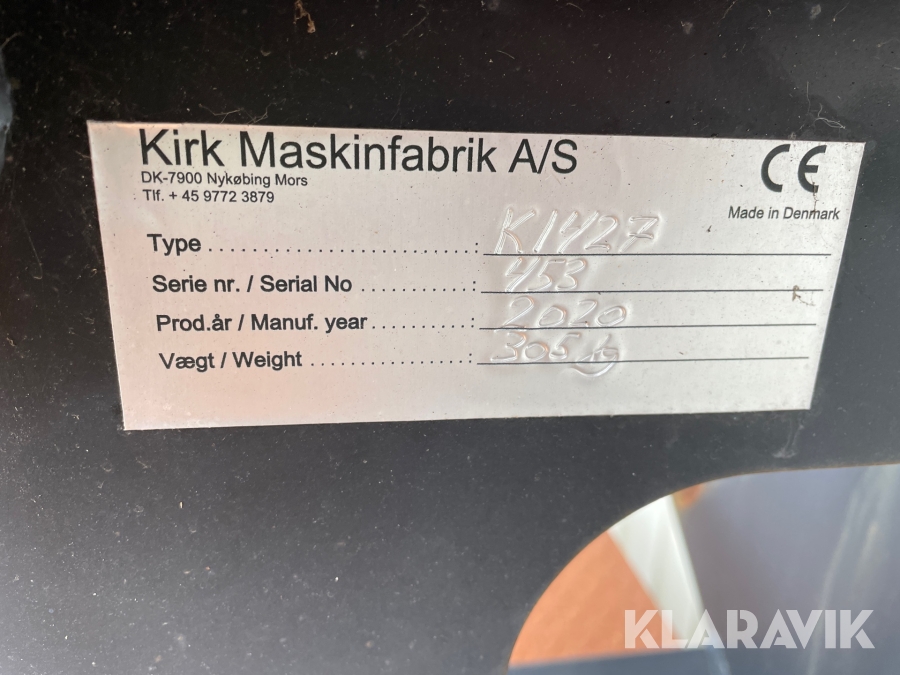 Kirk Maskinfabrik A/S
DK-7900 Nykøbing Mors
Tlf. + 45 9772 3879
CE
Made in Denmark
Type ........................ : K1427
Serie nr. / Serial No ............ : 453
Prod.år / Manuf. year ........... : 2020
Vægt / Weight .................. : 305 kg
KLARAVIK